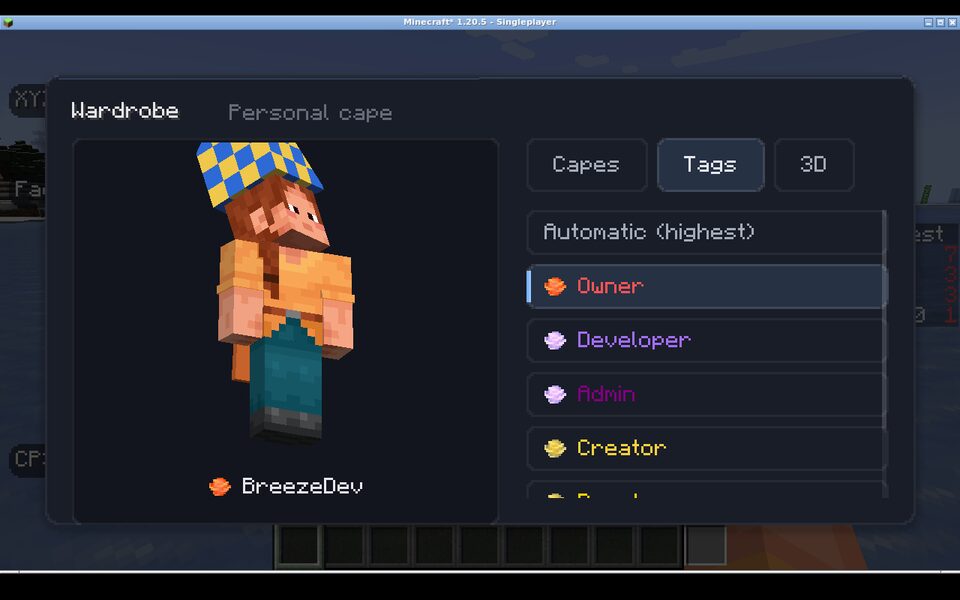 Minecraft* 1.20.5 - Singleplayer
Wardrobe
Personal cape
Capes
Tags
3D
Automatic (highest)
Owner
Developer
Admin
Creator
BreezeDev